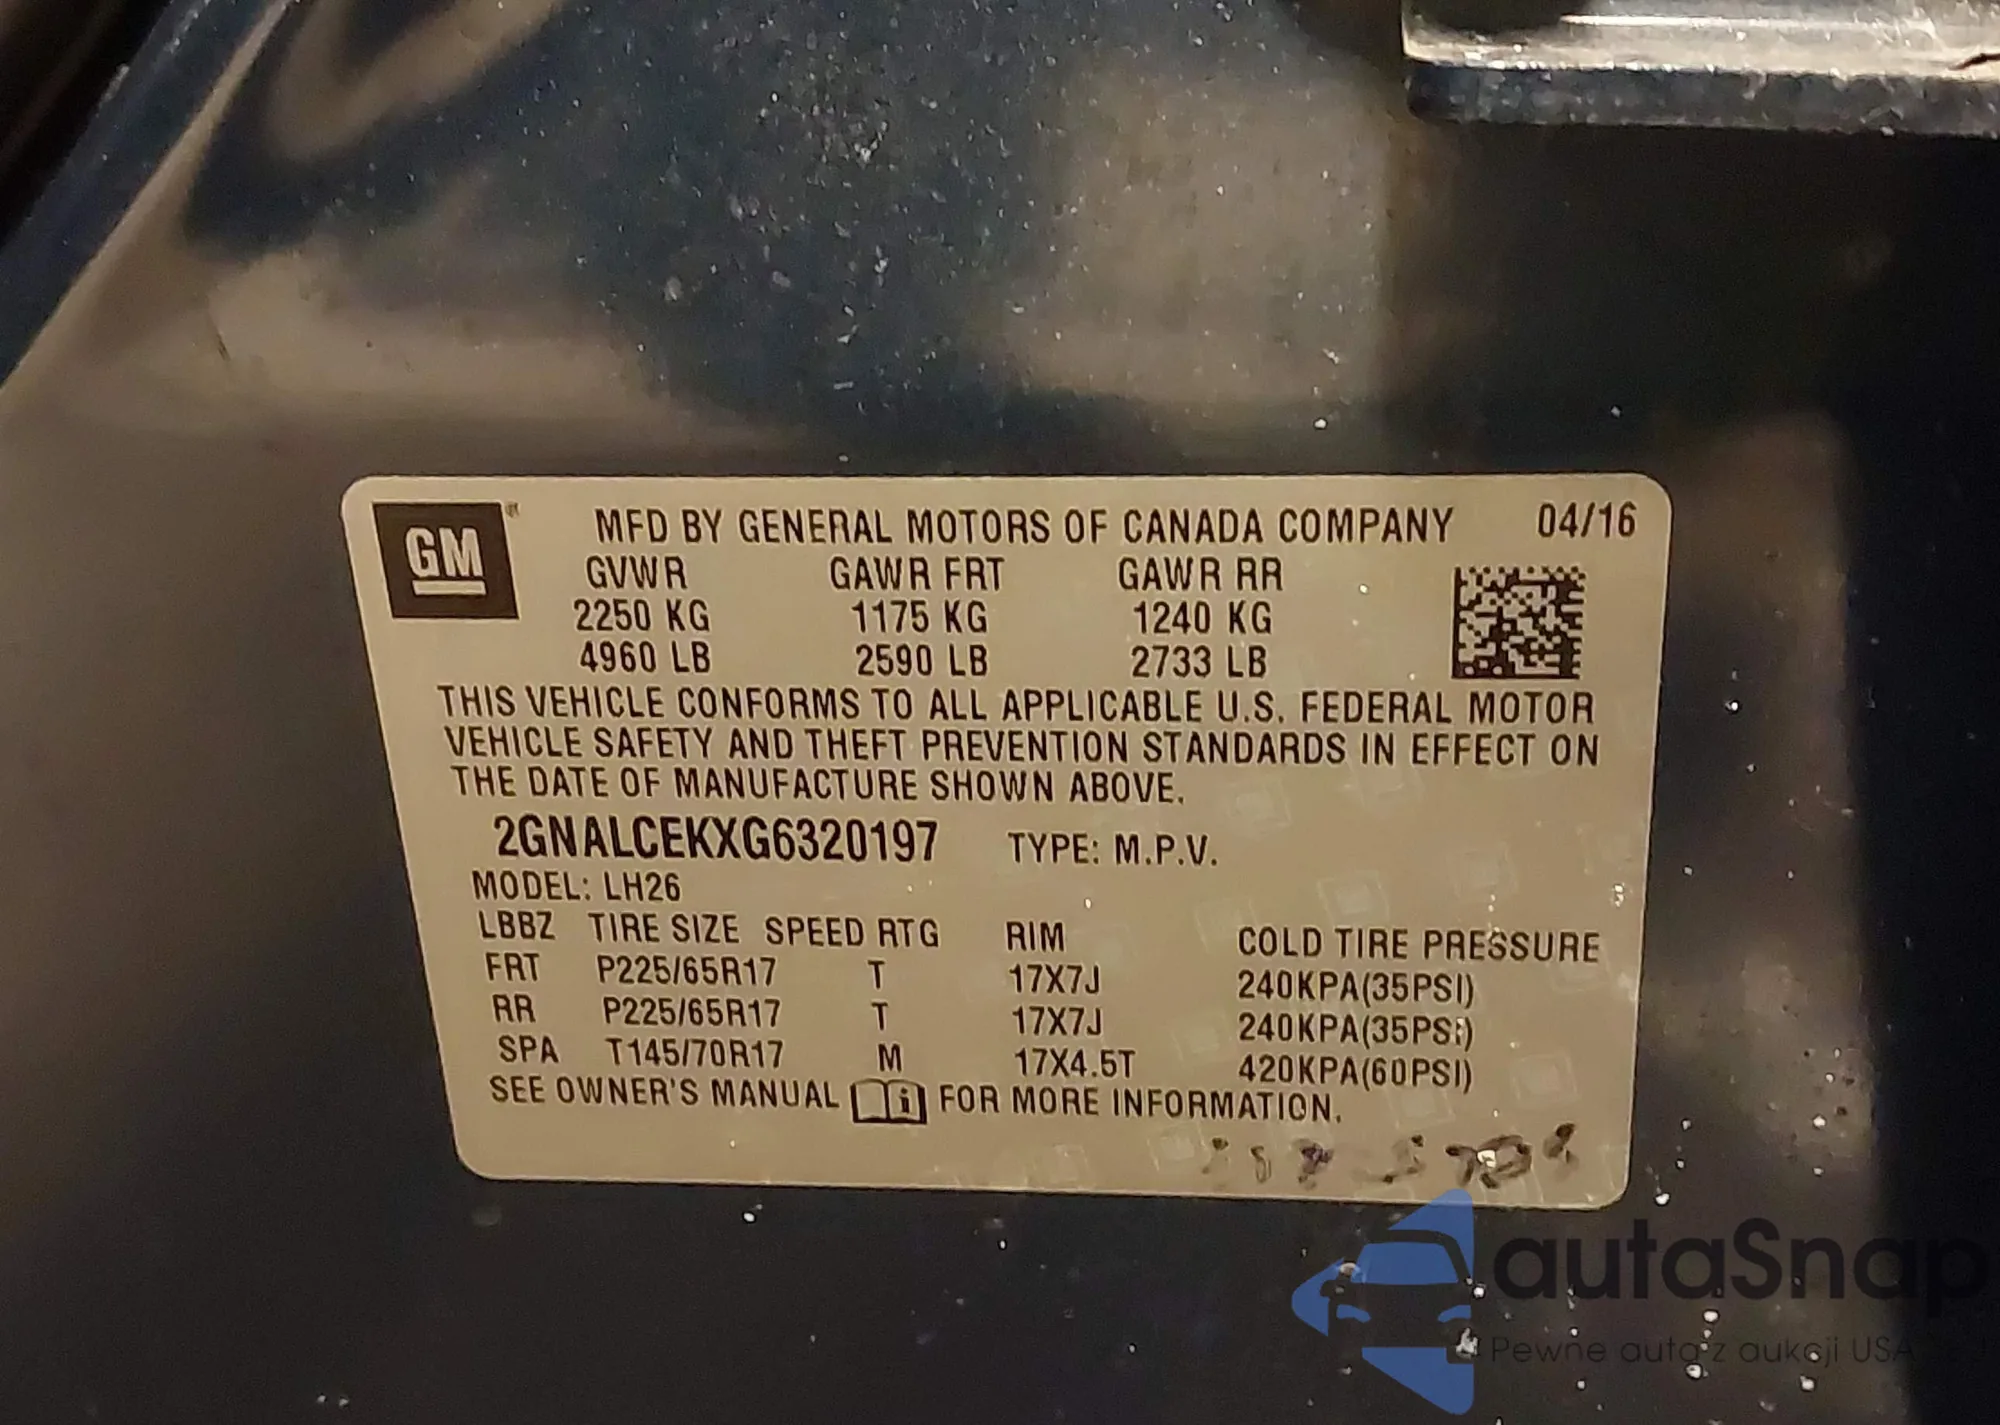 GM
MFD BY GENERAL MOTORS OF CANADA COMPANY 04/16
GVWR GAWR FRT GAWR RR
2250 KG 1175 KG 1240 KG
4960 LB 2590 LB 2733 LB
THIS VEHICLE CONFORMS TO ALL APPLICABLE U.S. FEDERAL MOTOR
VEHICLE SAFETY AND THEFT PREVENTION STANDARDS IN EFFECT ON
THE DATE OF MANUFACTURE SHOWN ABOVE.
2GNALCEKXG6320197 TYPE: M.P.V.
MODEL: LH26
LBBZ TIRE SIZE SPEED RTG RIM COLD TIRE PRESSURE
FRT P225/65R17 T 17X7J 240KPA(35PSI)
RR P225/65R17 T 17X7J 240KPA(35PSI)
SPA T145/70R17 M 17X4.5T 420KPA(60PSI)
SEE OWNER'S MANUAL FOR MORE INFORMATION.
autaSnap
Pewne auta z aukcji USA